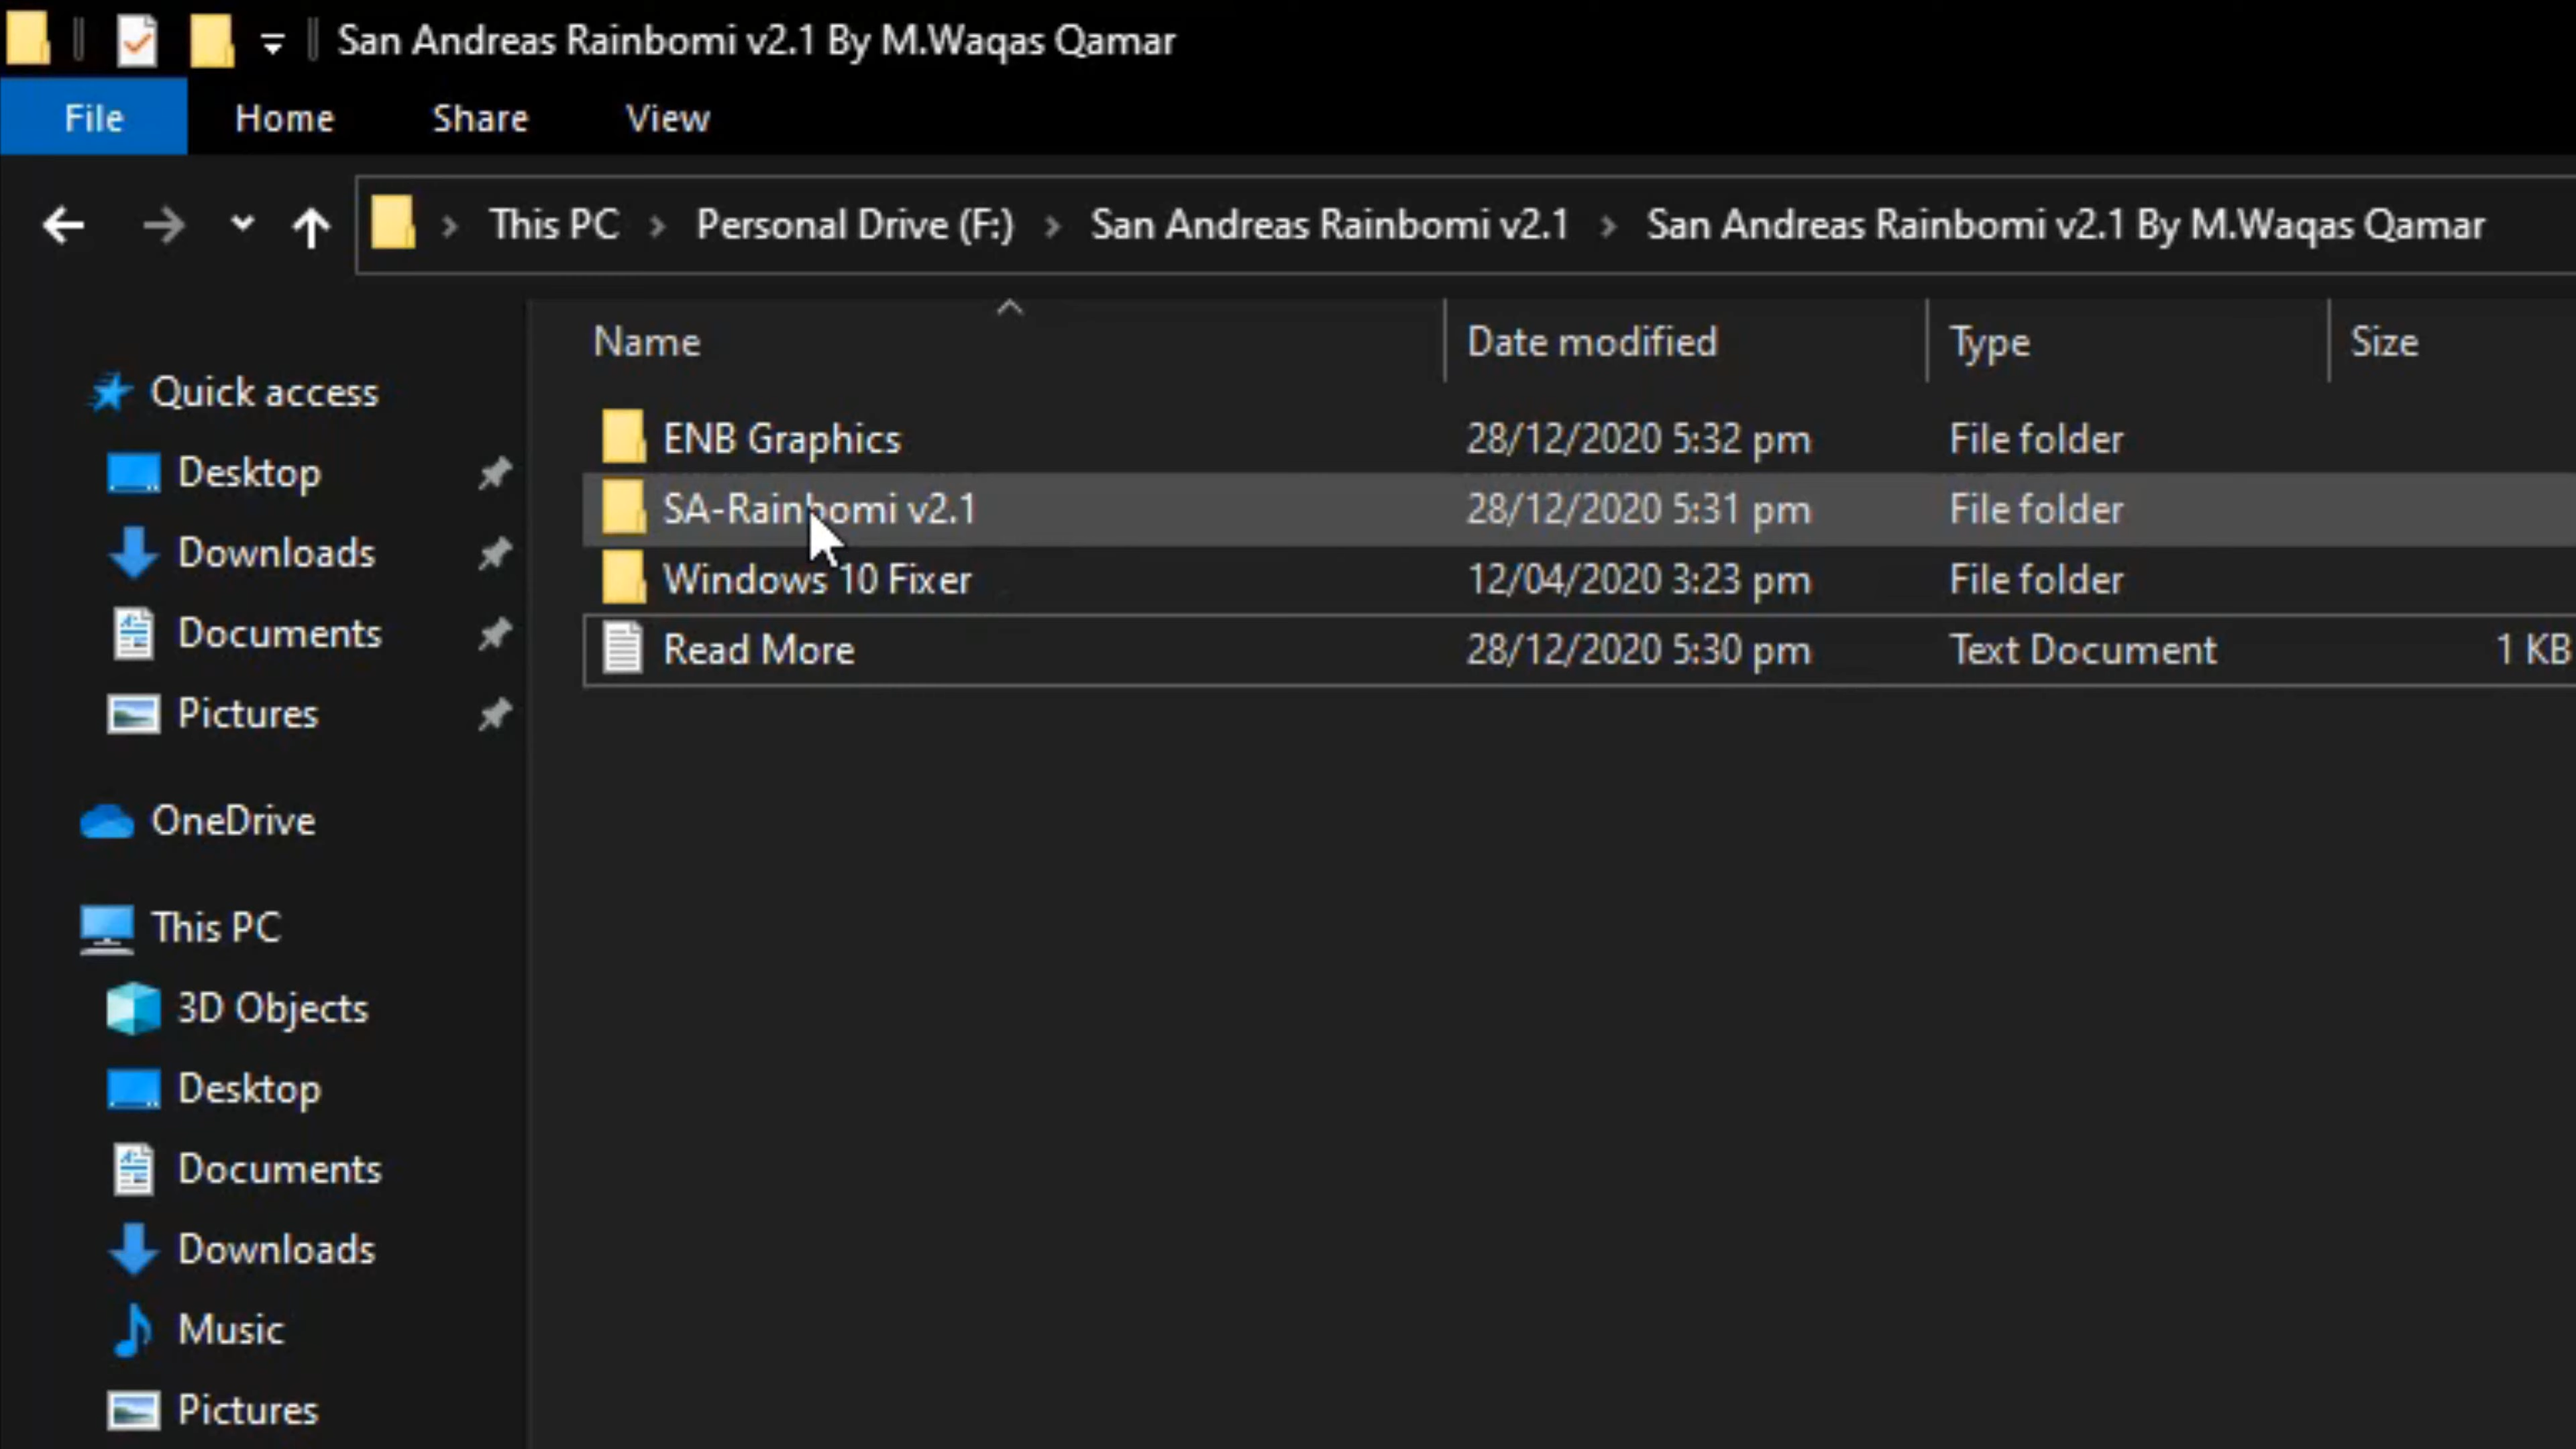 San Andreas Rainbomi v2.1 By M.Waqas Qamar
File Home Share View
This PC Personal Drive (F:) San Andreas Rainbomi v2.1 San Andreas Rainbomi v2.1 By M.Waqas Qamar
Name Date modified Type Size
Quick access
Desktop
Downloads
Documents
Pictures
OneDrive
This PC
3D Objects
Desktop
Documents
Downloads
Music
Pictures
ENB Graphics 28/12/2020 5:32 pm File folder
SA-Rainbomi v2.1 28/12/2020 5:31 pm File folder
Windows 10 Fixer 12/04/2020 3:23 pm File folder
Read More 28/12/2020 5:30 pm Text Document 1 KB